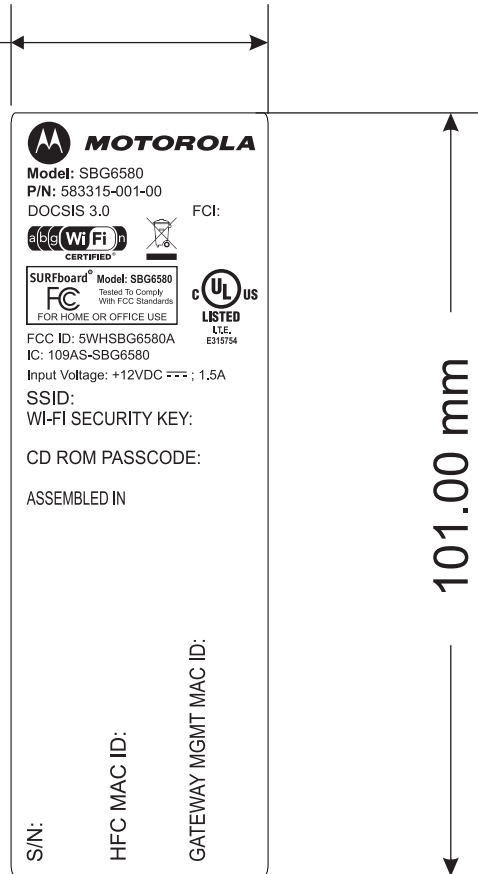 MOTOROLA
Model: SBG6580
P/N: 583315-001-00
DOCSIS 3.0 FCI:
a b g Wi Fi n
CERTIFIED®
SURFboard® Model: SBG6580
FC Tested To Comply
With FCC Standards
FOR HOME OR OFFICE USE
C UL US
LISTED
I.T.E.
E315754
FCC ID: 5WHSBG6580A
IC: 109AS-SBG6580
Input Voltage: +12VDC ⎓ ; 1.5A
SSID:
WI-FI SECURITY KEY:
CD ROM PASSCODE:
ASSEMBLED IN
S/N:
HFC MAC ID:
GATEWAY MGMT MAC ID:
101.00 mm